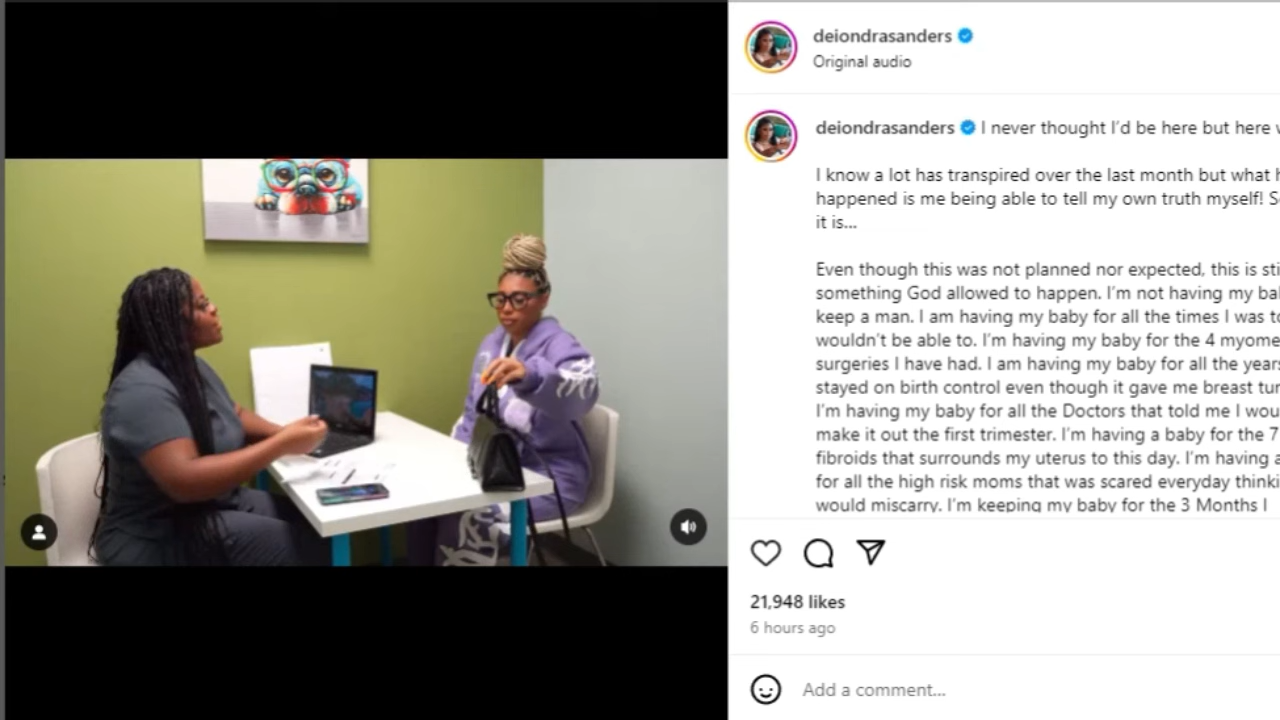 deiondrasanders
Original audio
deiondrasanders I never thought I'd be here but here
I know a lot has transpired over the last month but what
happened is me being able to tell my own truth myself!
it is...
Even though this was not planned nor expected, this is
something God allowed to happen. I'm not having my
keep a man. I am having my baby for all the times I was
wouldn't be able to. I'm having my baby for the 4
surgeries I have had. I am having my baby for all the
stayed on birth control even though it gave me breast
I'm having my baby for all the Doctors that told me I
make it out the first trimester. I'm having a baby for the 7
fibroids that surrounds my uterus to this day. I'm having
for all the high risk moms that was scared everyday
would miscarry. I'm keeping my baby for the 3 Months I
21,948 likes
6 hours ago
Add a comment...